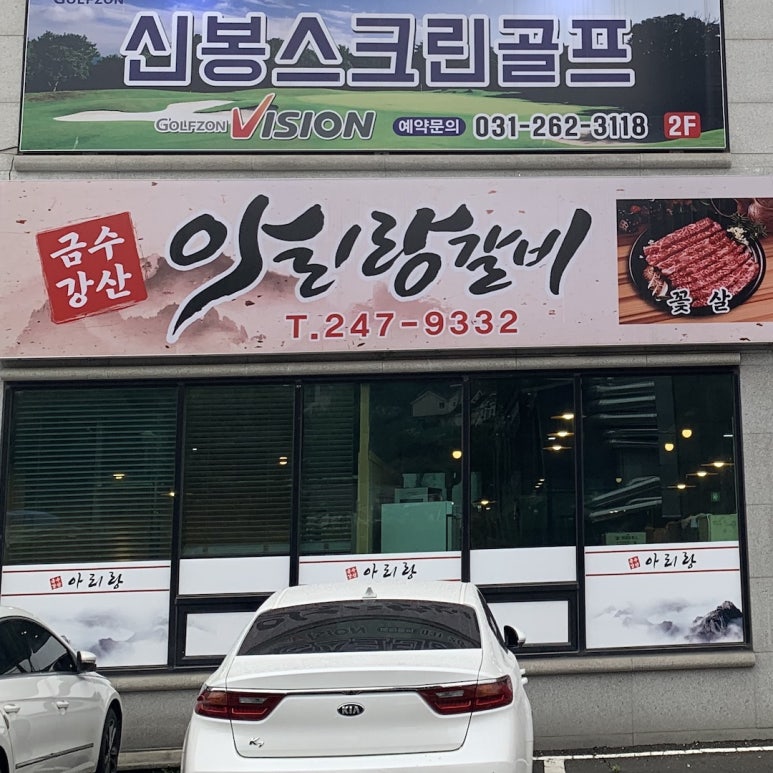 GOLFZON
신봉스크린골프
GOLFZON VISION 예약문의 031-262-3118 2F
금수
강산
아리랑갈비
T.247-9332
꽃살
아리랑
아리랑
아리랑
KIA
K7